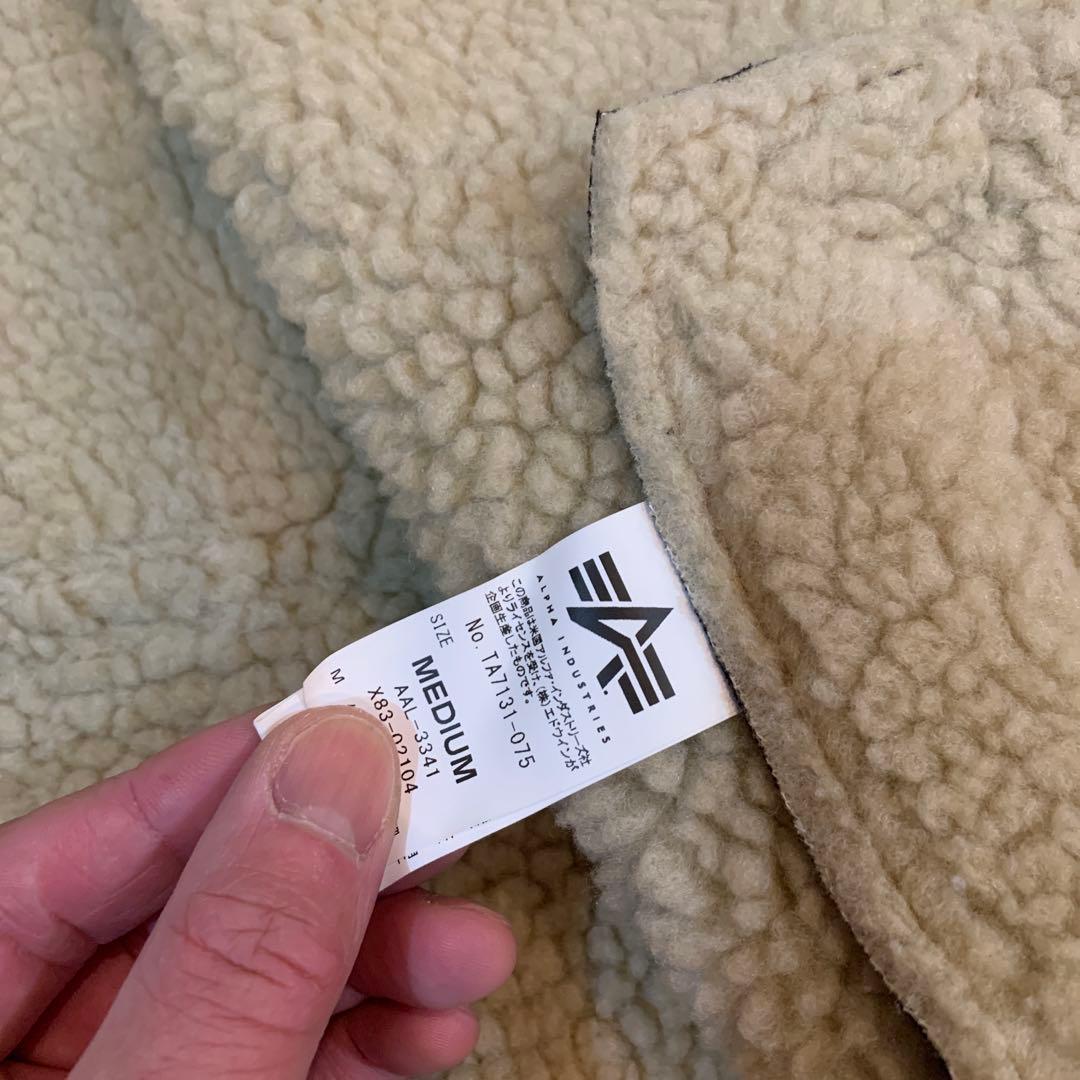 ALPHA INDUSTRIES
この商品は米国アルファ・インダストリーズ社
よりライセンスを受け、(株)エドウインが
企画生産したものです。
No. TA7131-075
SIZE
MEDIUM
AAL-3341
X83-02104
M